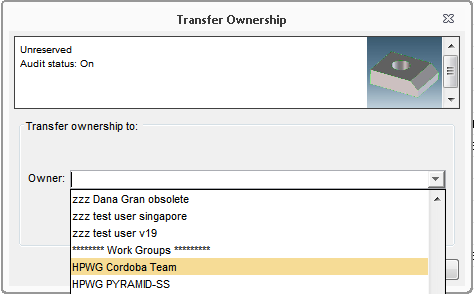 Transfer Ownership
Unreserved
Audit status: On
Transfer ownership to:
Owner:
zzz Dana Gran obsolete
zzz test user singapore
zzz test user v19
******** Work Groups *********
HPWG Cordoba Team
HPWG PYRAMID-SS